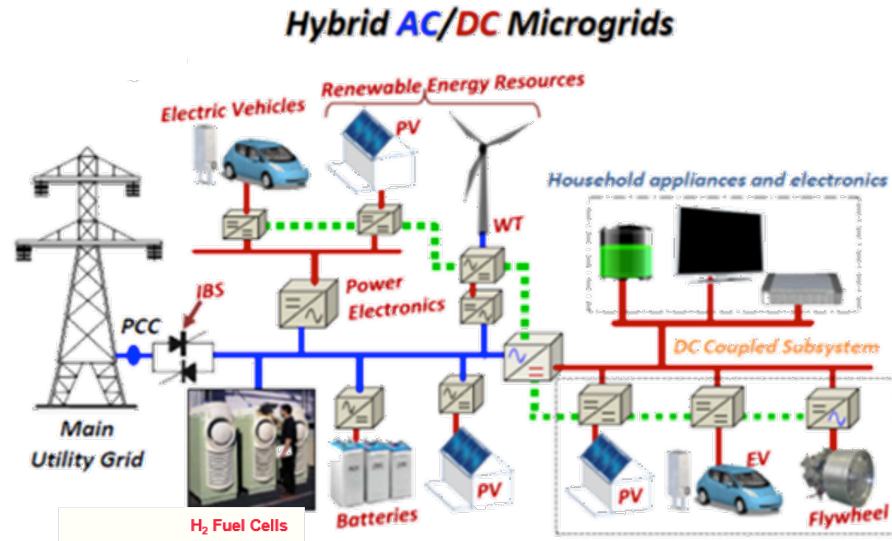 Hybrid AC/DC Microgrids
Renewable Energy Resources
Electric Vehicles
PV
Household appliances and electronics
WT
IBS
Power
Electronics
PCC
DC Coupled Subsystem
Main
Utility Grid
EV
PV
PV
Batteries
Flywheel
H₂ Fuel Cells